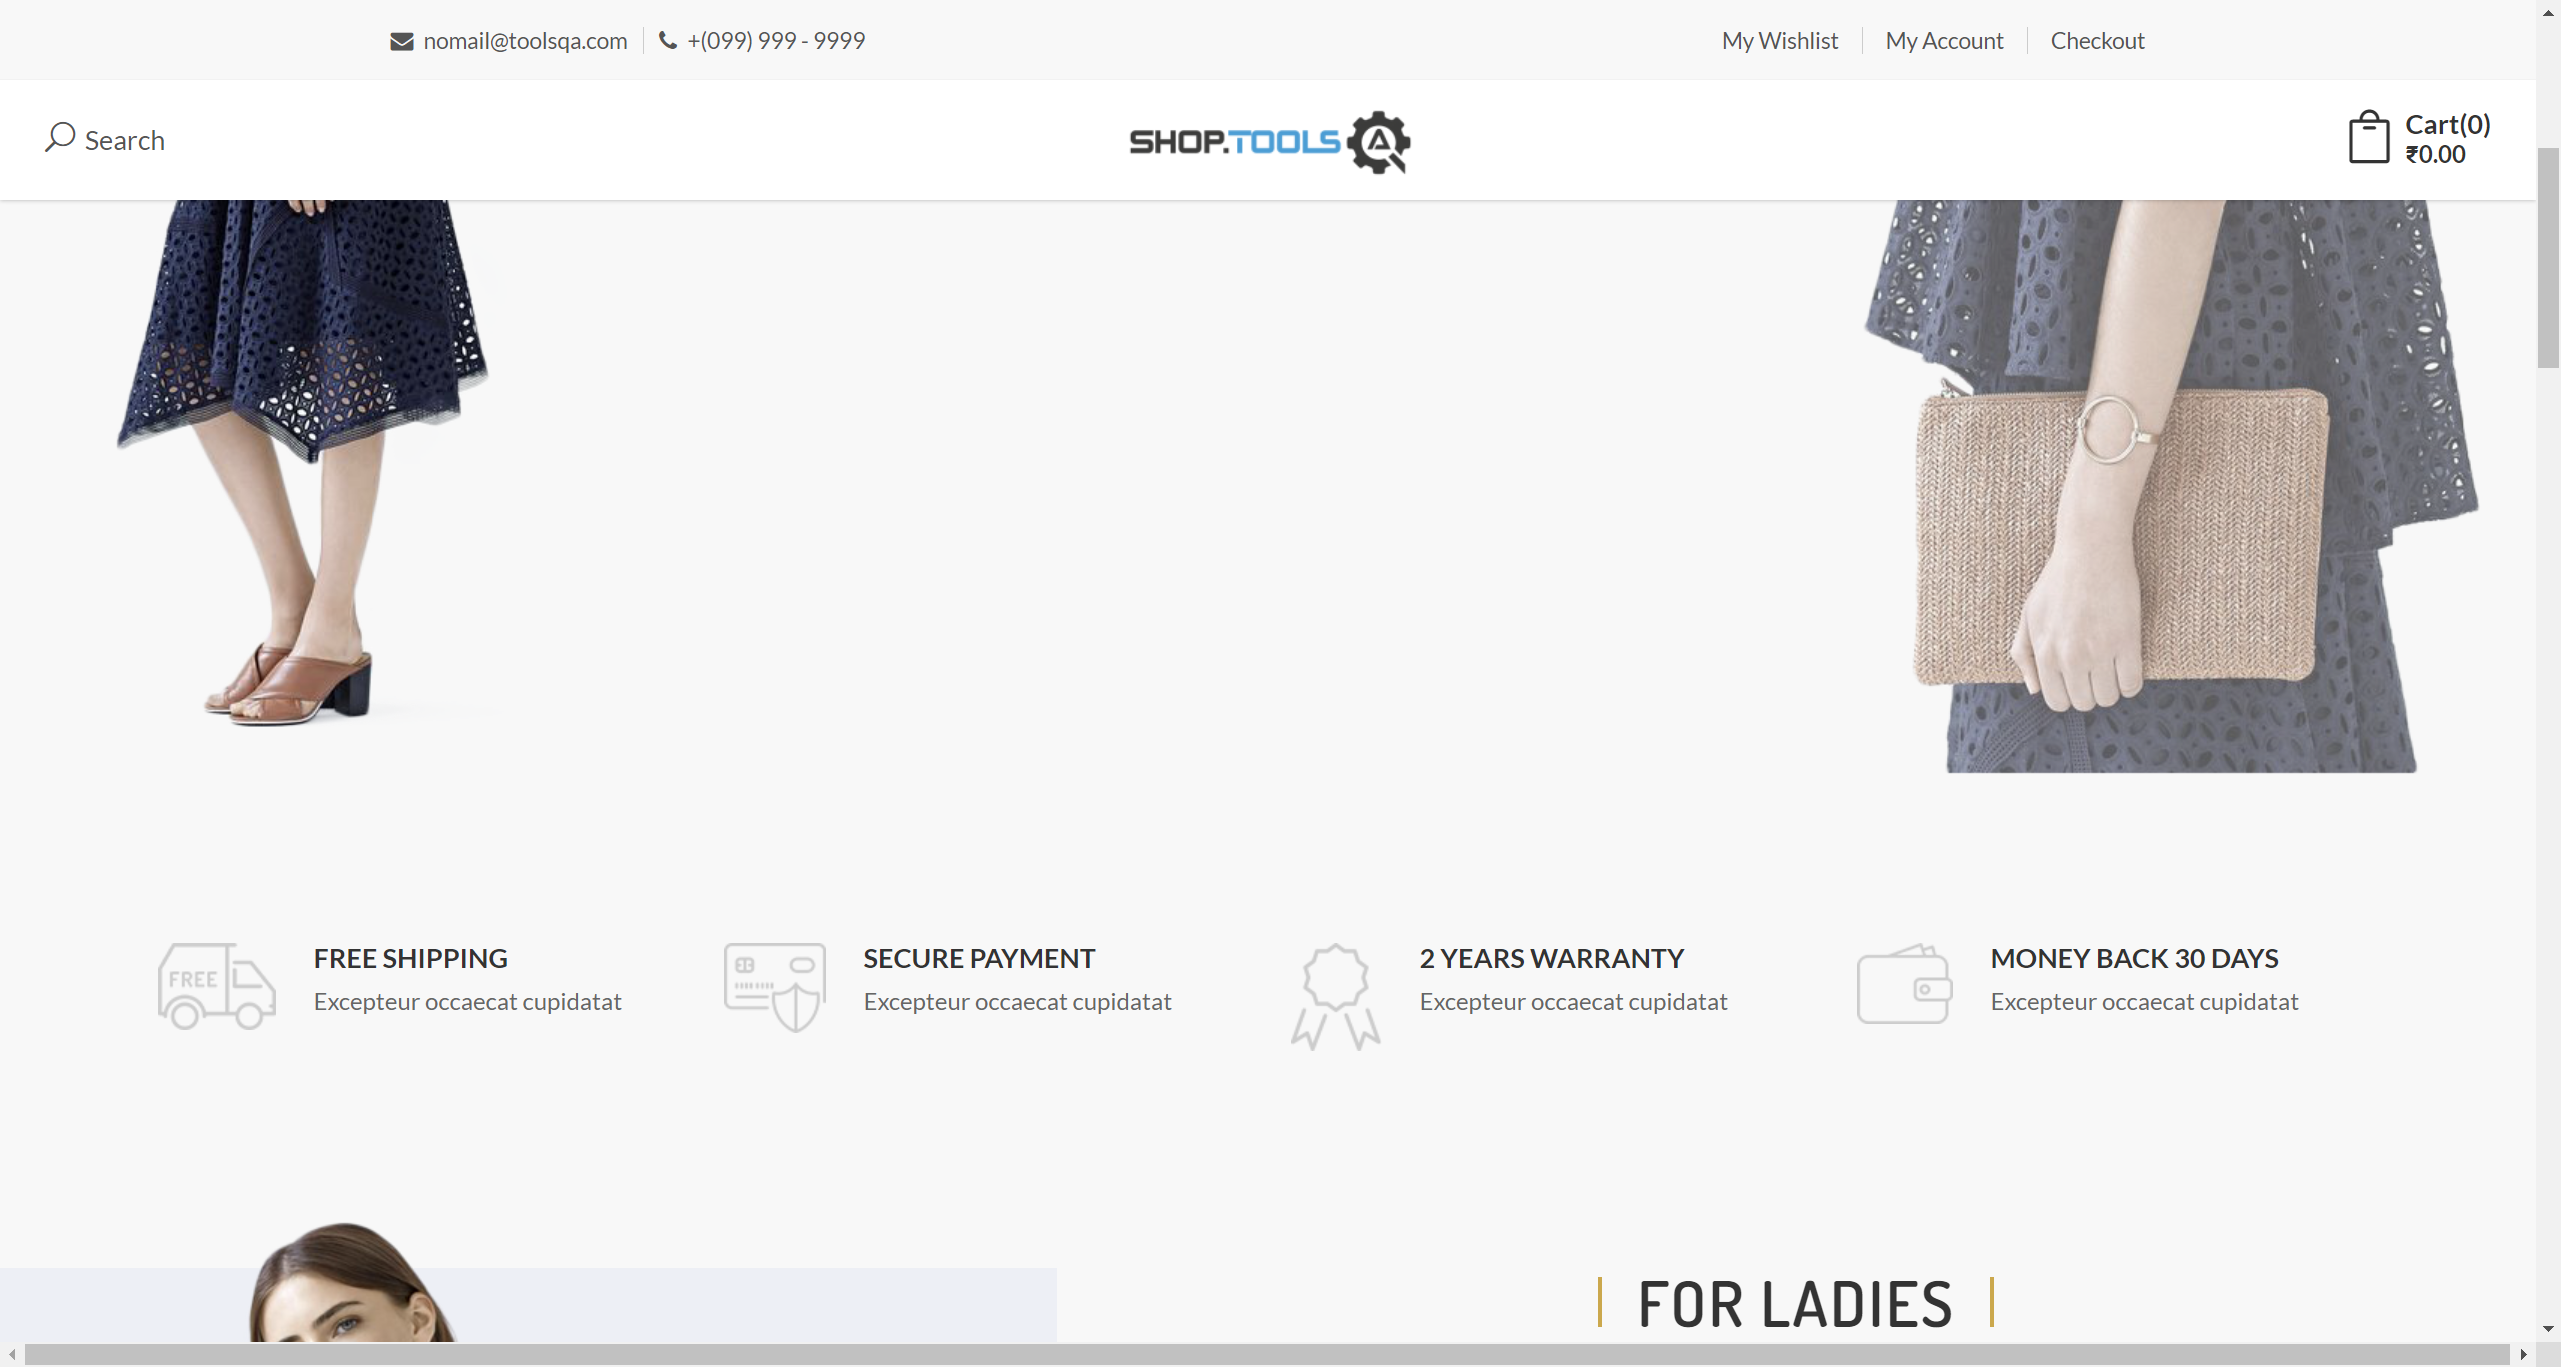 nomail@toolsqa.com
+(099) 999 - 9999
My Wishlist
My Account
Checkout
Search
SHOP.TOOLS
Cart(0)
₹0.00
FREE
FREE SHIPPING
Excepteur occaecat cupidatat
SECURE PAYMENT
Excepteur occaecat cupidatat
2 YEARS WARRANTY
Excepteur occaecat cupidatat
MONEY BACK 30 DAYS
Excepteur occaecat cupidatat
FOR LADIES